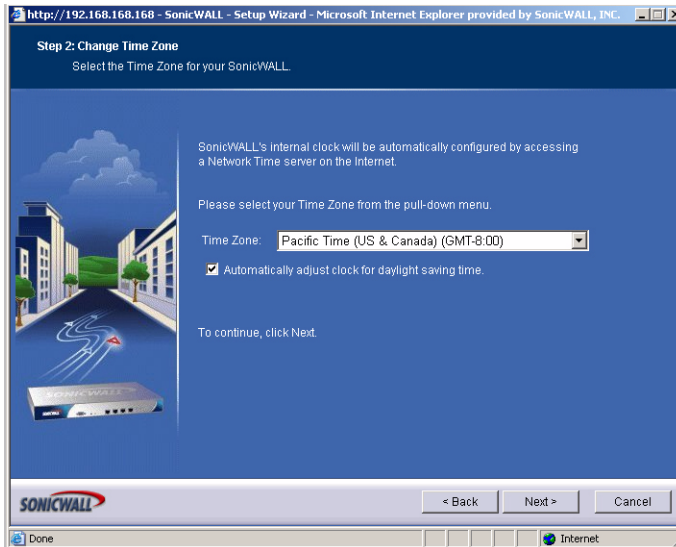 http://192.168.168.168 - SonicWALL - Setup Wizard - Microsoft Internet Explorer provided by SonicWALL, INC.
Step 2: Change Time Zone
Select the Time Zone for your SonicWALL.
SonicWALL's internal clock will be automatically configured by accessing
a Network Time server on the Internet.
Please select your Time Zone from the pull-down menu.
Time Zone: Pacific Time (US & Canada) (GMT-8:00)
Automatically adjust clock for daylight saving time.
To continue, click Next.
SONICWALL
SONICWALL
< Back Next > Cancel
Done Internet